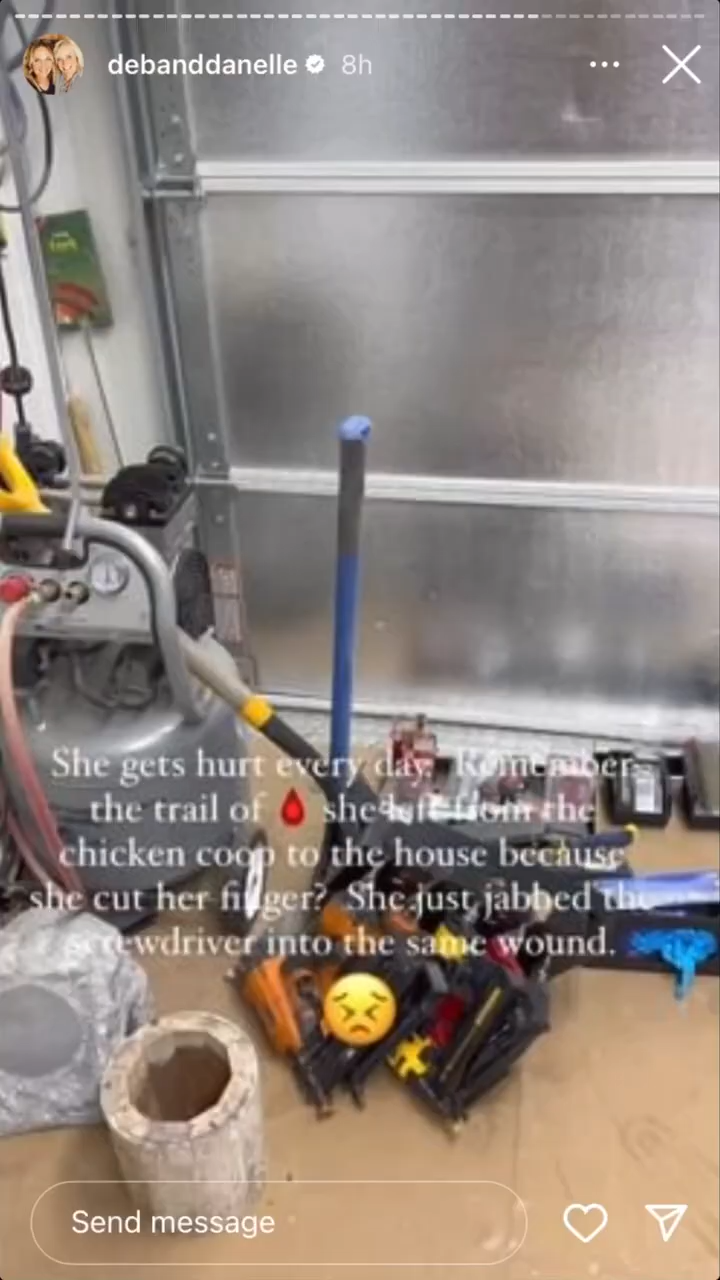 debanddanelle 8h
She gets hurt every day. Remember
the trail of 🩸 she left from the
chicken coop to the house because
she cut her finger? She just jabbed the
screwdriver into the same wound.
😣
Send message